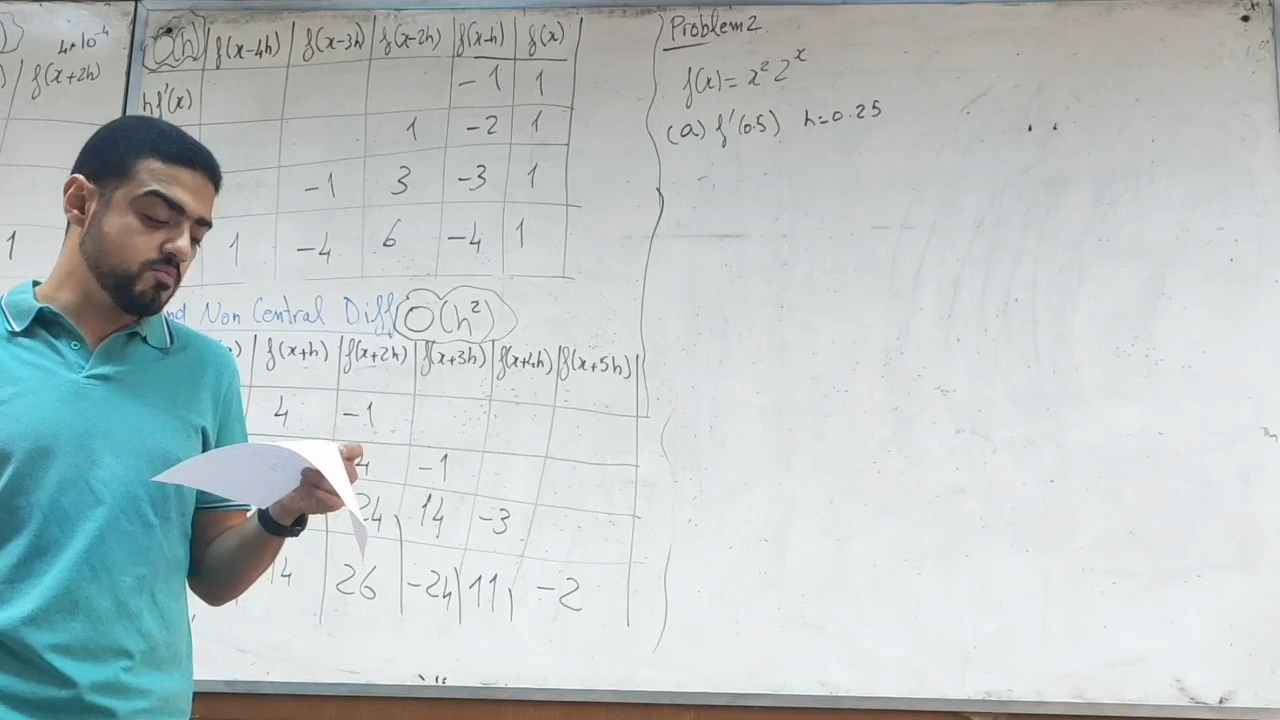 4*10^-4
f(x+2h)
1
O(h) f(x-4h) f(x-3h) f(x-2h) f(x-h) f(x)
hf'(x) -1 1
1 -2 1
-1 3 -3 1
1 -4 6 -4 1
Non Central Diff O(h²)
f(x+h) f(x+2h) f(x+3h) f(x+4h) f(x+5h)
4 -1
-1
14 -3
26 -24 11 -2
Problem 2.
f(x) = x² 2^x
(a) f'(0.5) h=0.25